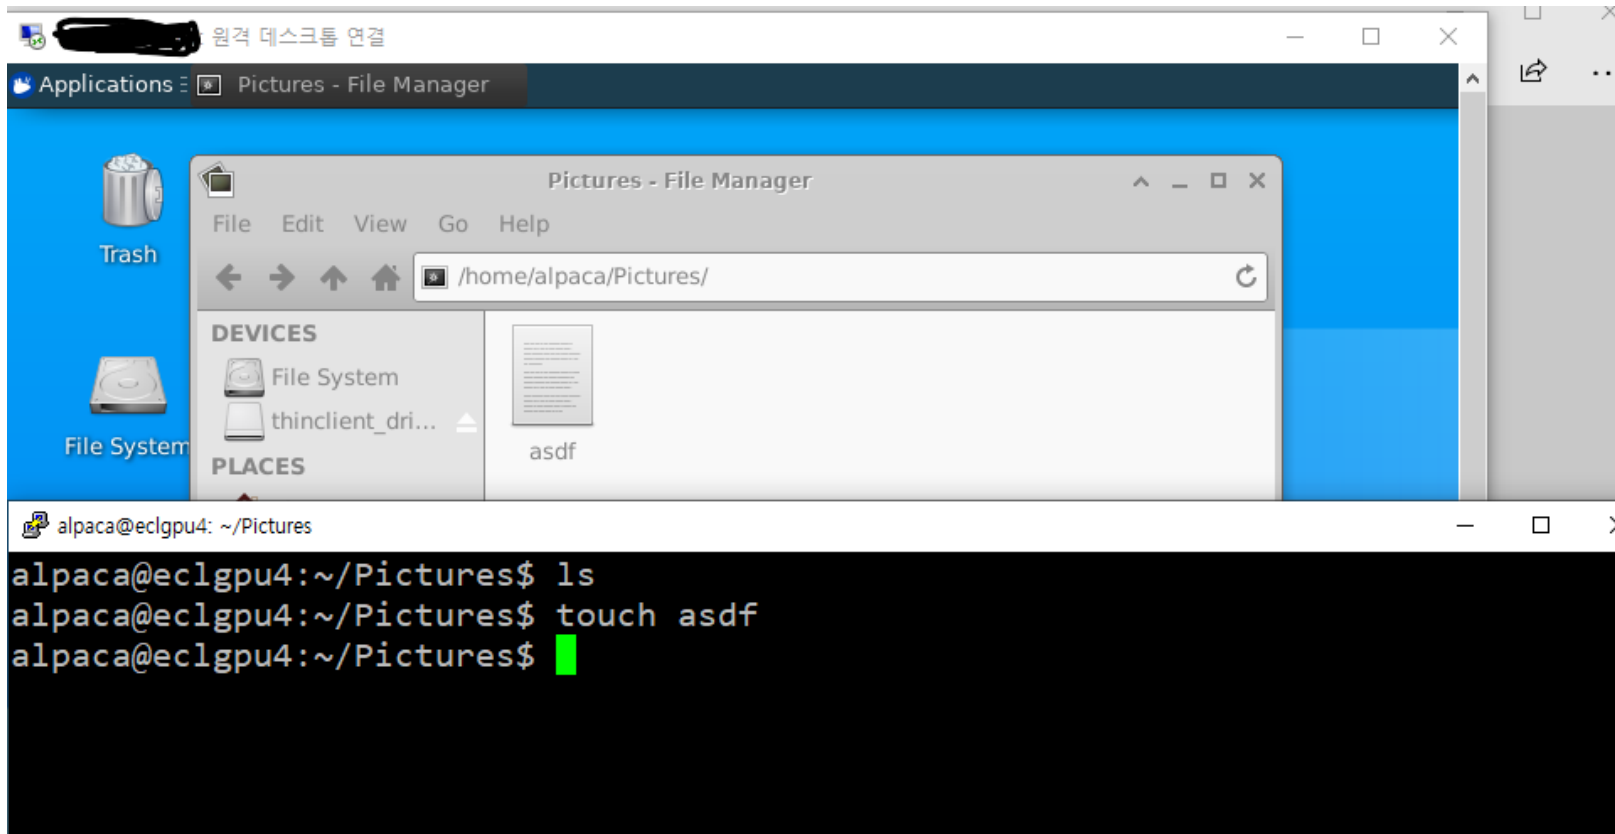 원격 데스크톱 연결
Applications Pictures - File Manager
Trash
Pictures - File Manager
File Edit View Go Help
/home/alpaca/Pictures/
DEVICES
File System
thinclient_dri...
PLACES
asdf
File System
alpaca@eclgpu4: ~/Pictures
alpaca@eclgpu4:~/Pictures$ ls
alpaca@eclgpu4:~/Pictures$ touch asdf
alpaca@eclgpu4:~/Pictures$